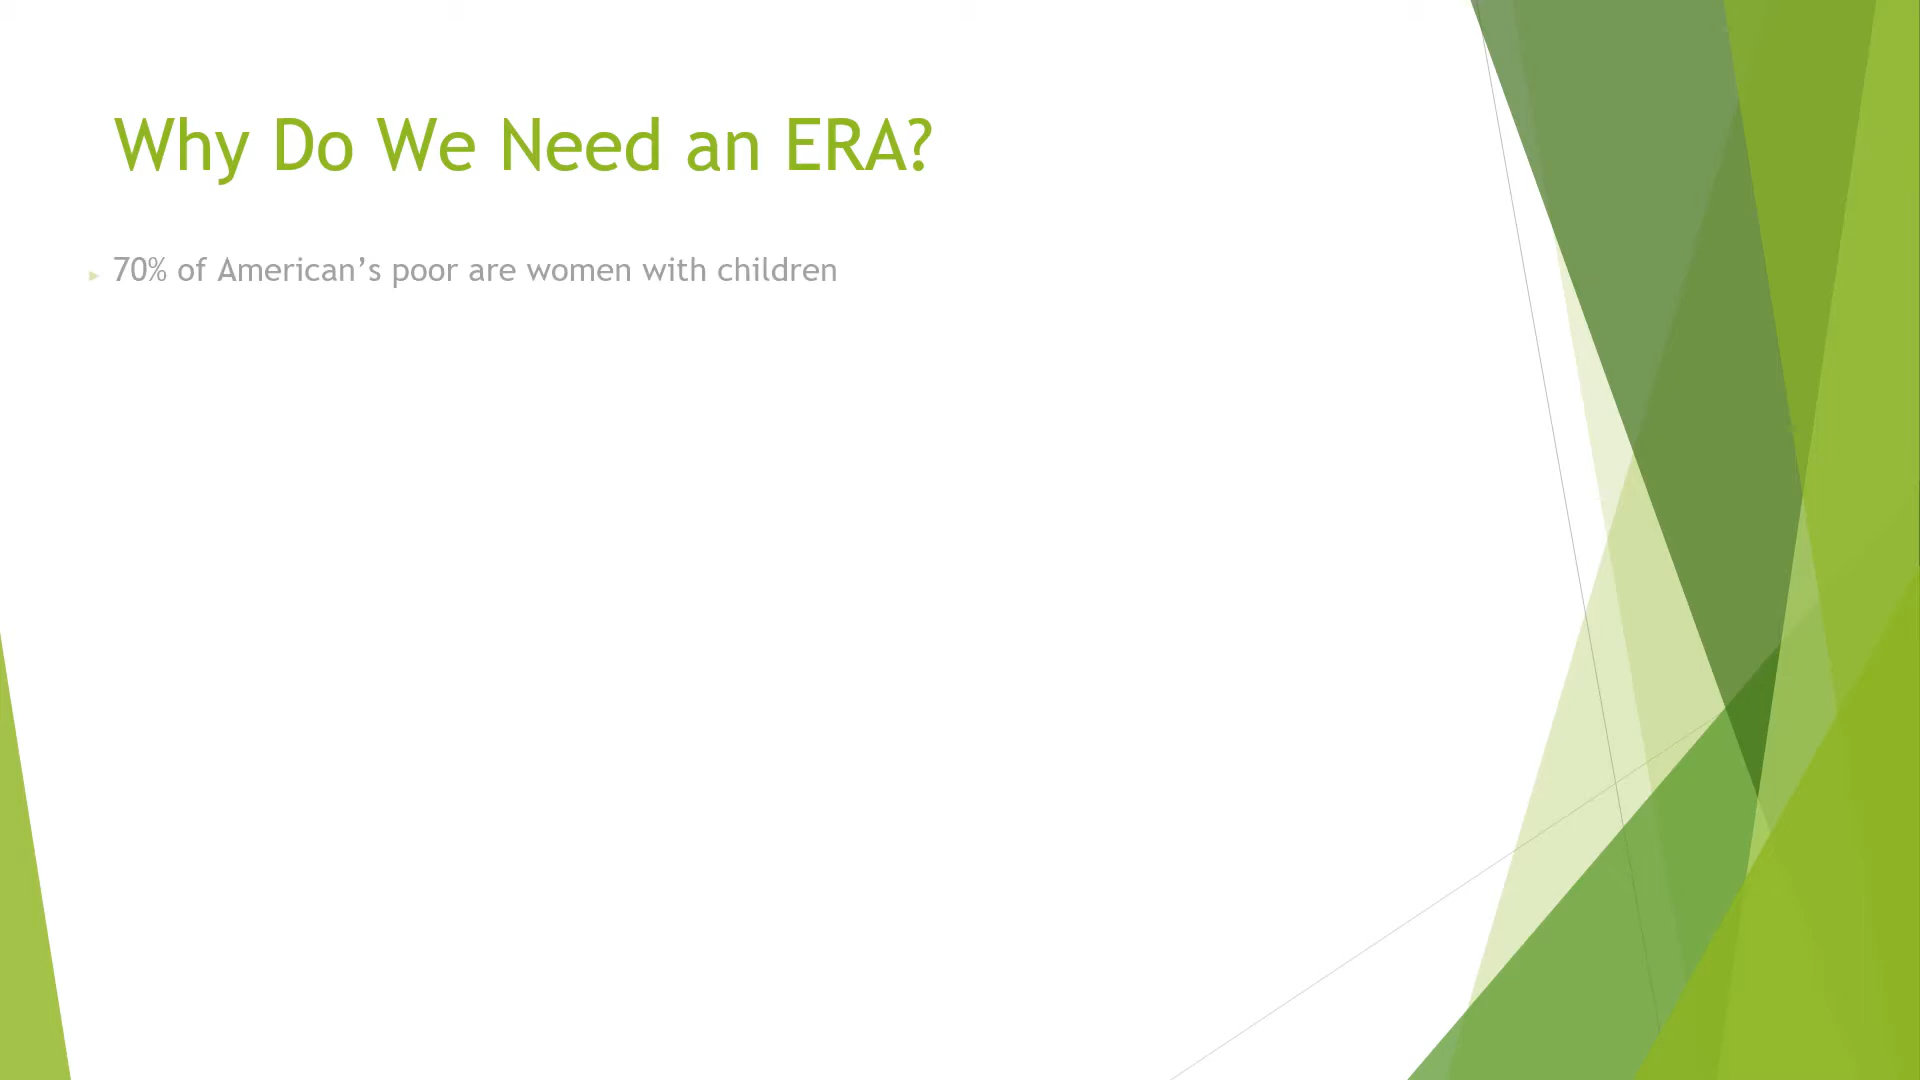 Why Do We Need an ERA?
70% of American’s poor are women with children